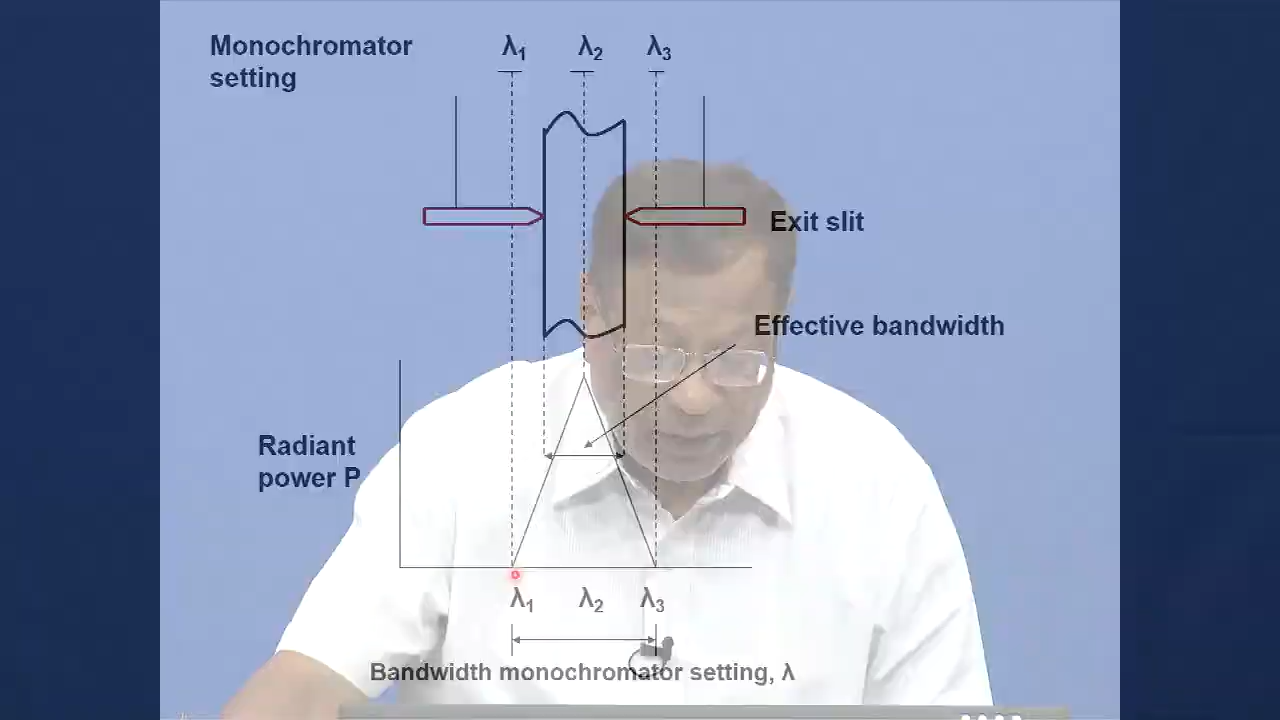 Monochromator
setting
λ1 λ2 λ3
Exit slit
Effective bandwidth
Radiant
power P
λ1 λ2 λ3
Bandwidth monochromator setting, λ